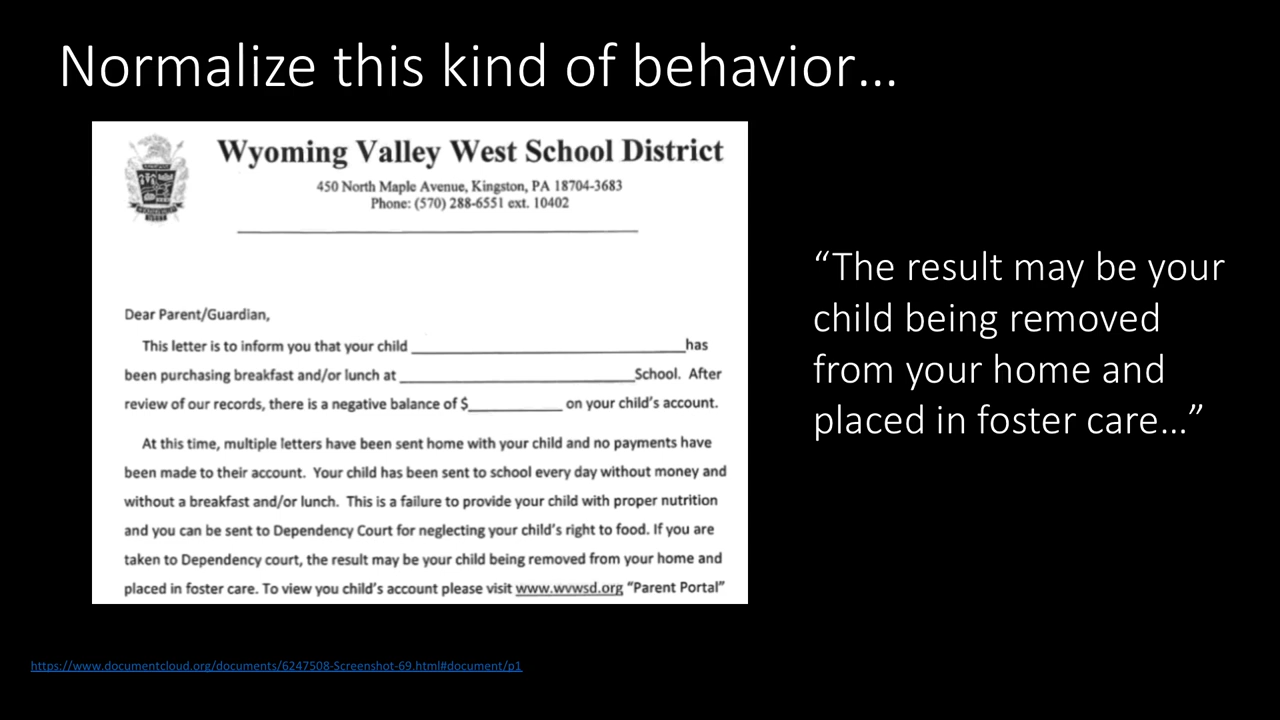 Normalize this kind of behavior…
Wyoming Valley West School District
450 North Maple Avenue, Kingston, PA 18704-3683
Phone: (570) 288-6551 ext. 10402
Dear Parent/Guardian,
This letter is to inform you that your child ____________________________has
been purchasing breakfast and/or lunch at ________________________School. After
review of our records, there is a negative balance of $__________ on your child's account.
At this time, multiple letters have been sent home with your child and no payments have
been made to their account. Your child has been sent to school every day without money and
without a breakfast and/or lunch. This is a failure to provide your child with proper nutrition
and you can be sent to Dependency Court for neglecting your child's right to food. If you are
taken to Dependency court, the result may be your child being removed from your home and
placed in foster care. To view you child's account please visit www.wvwsd.org "Parent Portal"
“The result may be your
child being removed
from your home and
placed in foster care…”
https://www.documentcloud.org/documents/6247508-Screenshot-69.html#document/p1